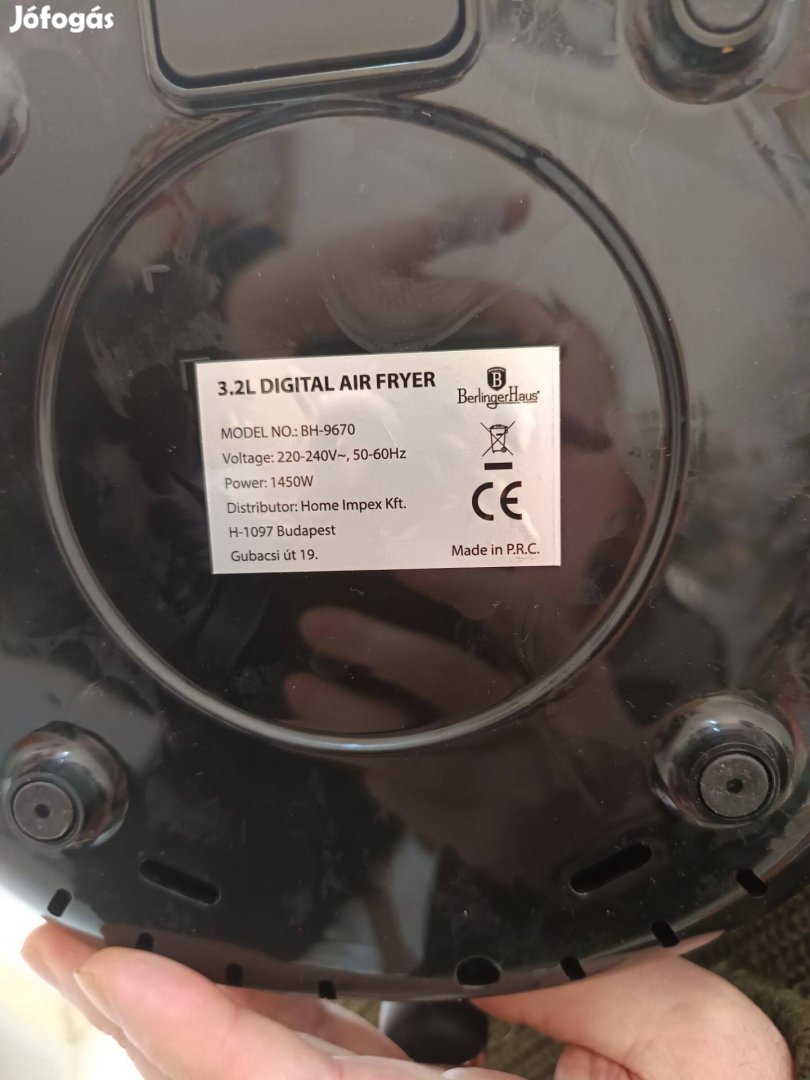 Jófogás
3.2L DIGITAL AIR FRYER
B
BerlingerHaus
MODEL NO.: BH-9670
Voltage: 220-240V~, 50-60Hz
Power: 1450W
Distributor: Home Impex Kft.
H-1097 Budapest
Gubacsi út 19.
CE
Made in P.R.C.